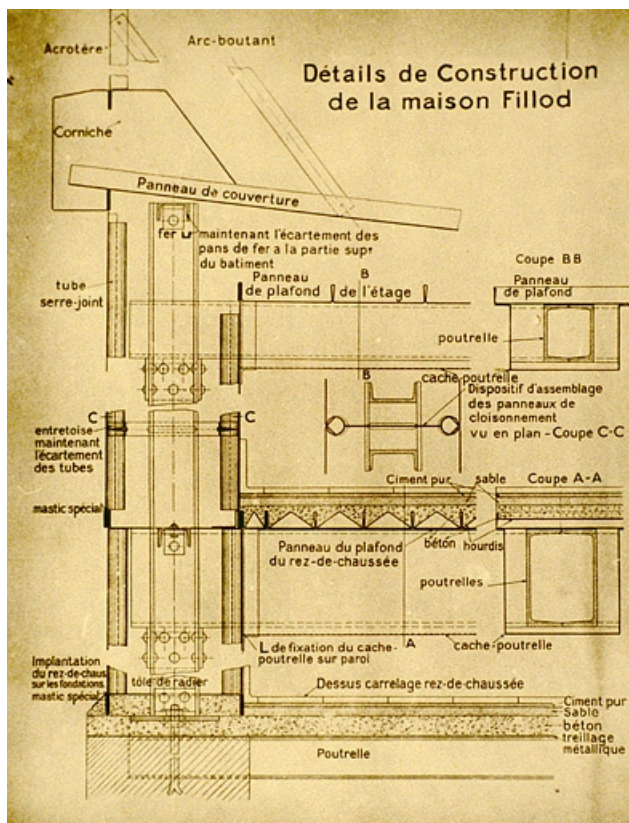 Acrotère
Arc-boutant
Détails de Construction
de la maison Fillod
Corniche
Panneau de couverture
fer U maintenant l'écartement des
pans de fer a la partie supʳ
du batiment
tube
serre-joint
Panneau
de plafond
B
de l'étage
Coupe BB
Panneau
de plafond
poutrelle
B
cache-poutrelle
Dispositif d'assemblage
des panneaux de
cloisonnement
vu en plan - Coupe C-C
C
C
entretoise
maintenant
l'écartement
des tubes
mastic spécial
Ciment pur
sable
Coupe A-A
Panneau du plafond
du rez-de-chaussée
béton
hourdis
poutrelles
L de fixation du cache-
poutrelle sur paroi
A
cache-poutrelle
Implantation
du rez-de-chaus.
sur les fondations.
mastic spécial
tôle de radier
Dessus carrelage rez-de-chaussée
Ciment pur
Sable
béton
treillage
métallique
Poutrelle